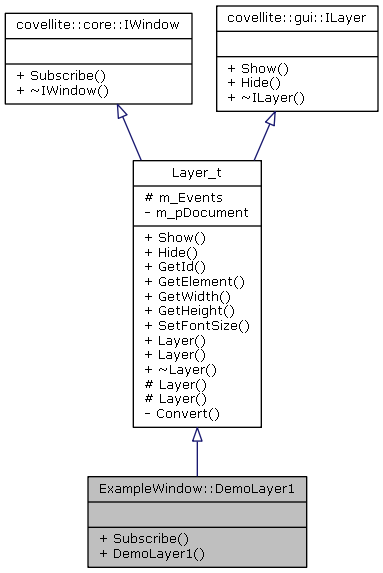 covellite::core::IWindow
+ Subscribe()
+ ~IWindow()
covellite::gui::ILayer
+ Show()
+ Hide()
+ ~ILayer()
Layer_t
# m_Events
- m_pDocument
+ Show()
+ Hide()
+ GetId()
+ GetElement()
+ GetWidth()
+ GetHeight()
+ SetFontSize()
+ Layer()
+ Layer()
+ ~Layer()
# Layer()
# Layer()
- Convert()
ExampleWindow::DemoLayer1
+ Subscribe()
+ DemoLayer1()